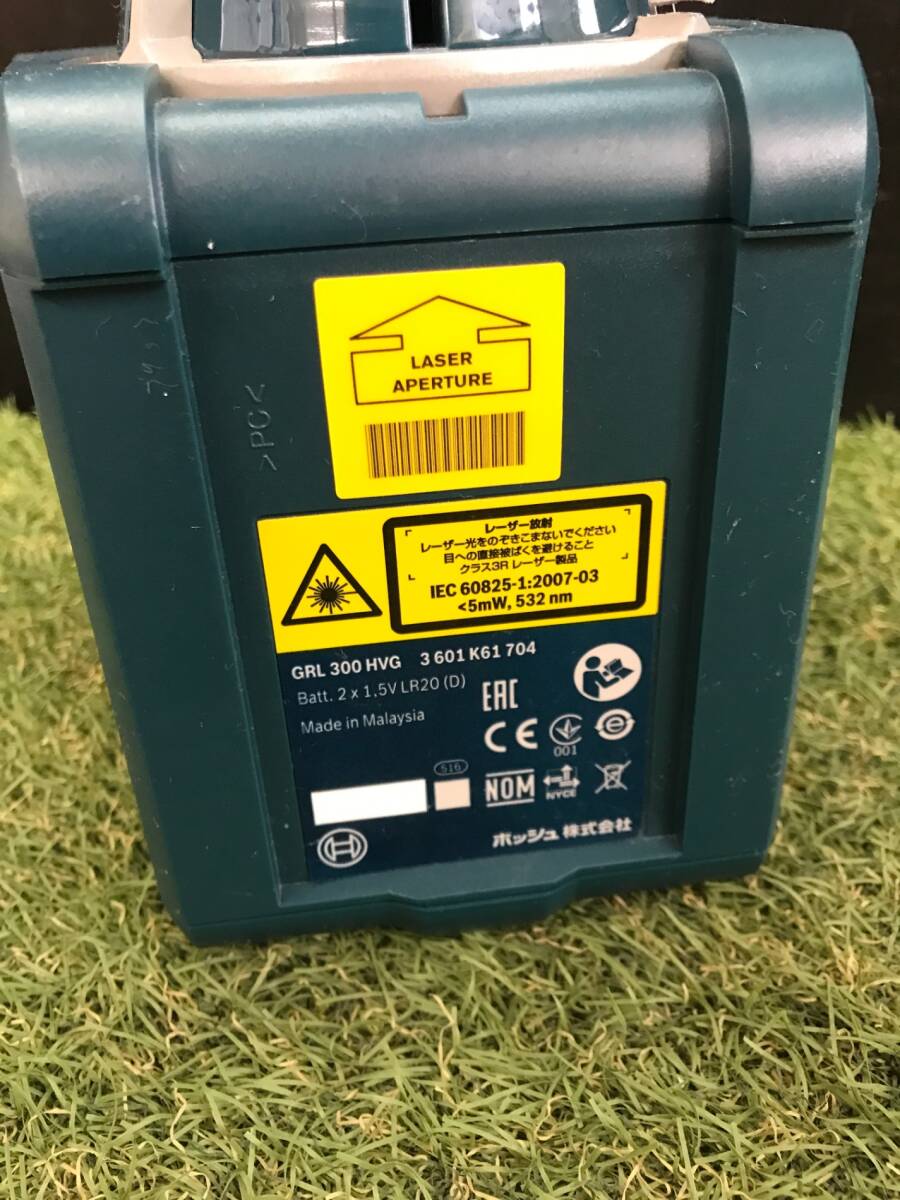 LASER
APERTURE
>PC<
レーザー放射
レーザー光をのぞきこまないでください
目への直接被ばくを避けること
クラス3R レーザー製品
IEC 60825-1:2007-03
<5mW, 532 nm
GRL 300 HVG 3 601 K61 704
Batt. 2 x 1,5V LR20 (D)
Made in Malaysia
EAC
CE
001
e
S16
NOM
NYCE
H
ボッシュ株式会社